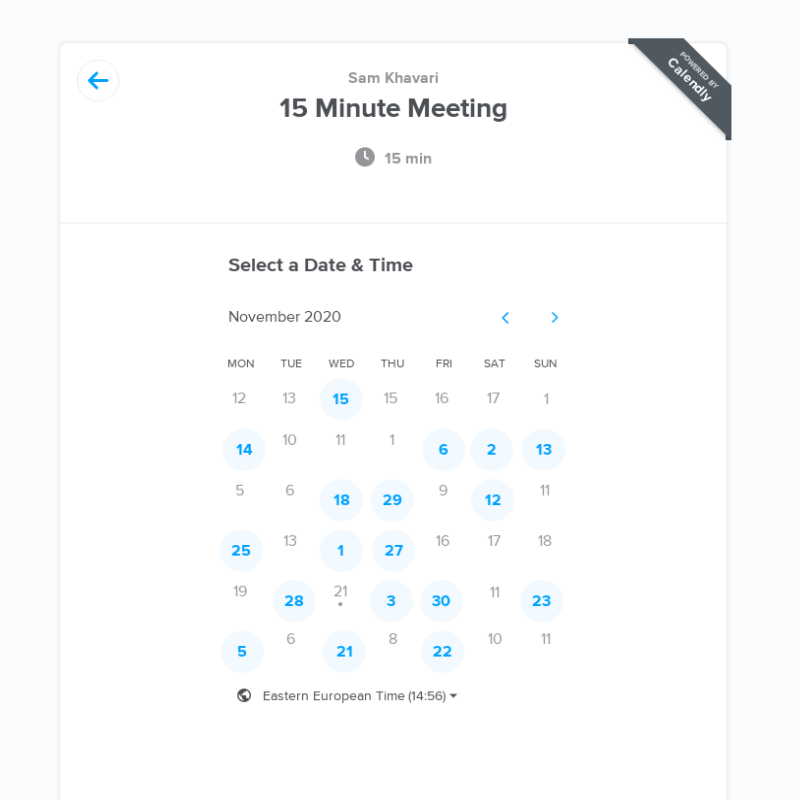 POWERED BY
Calendly
Sam Khavari
15 Minute Meeting
15 min
Select a Date & Time
November 2020
MON TUE WED THU FRI SAT SUN
12 13 15 15 16 17 1
14 10 11 1 6 2 13
5 6 18 29 9 12 11
25 13 1 27 16 17 18
19 28 21 3 30 11 23
5 6 21 8 22 10 11
Eastern European Time (14:56)